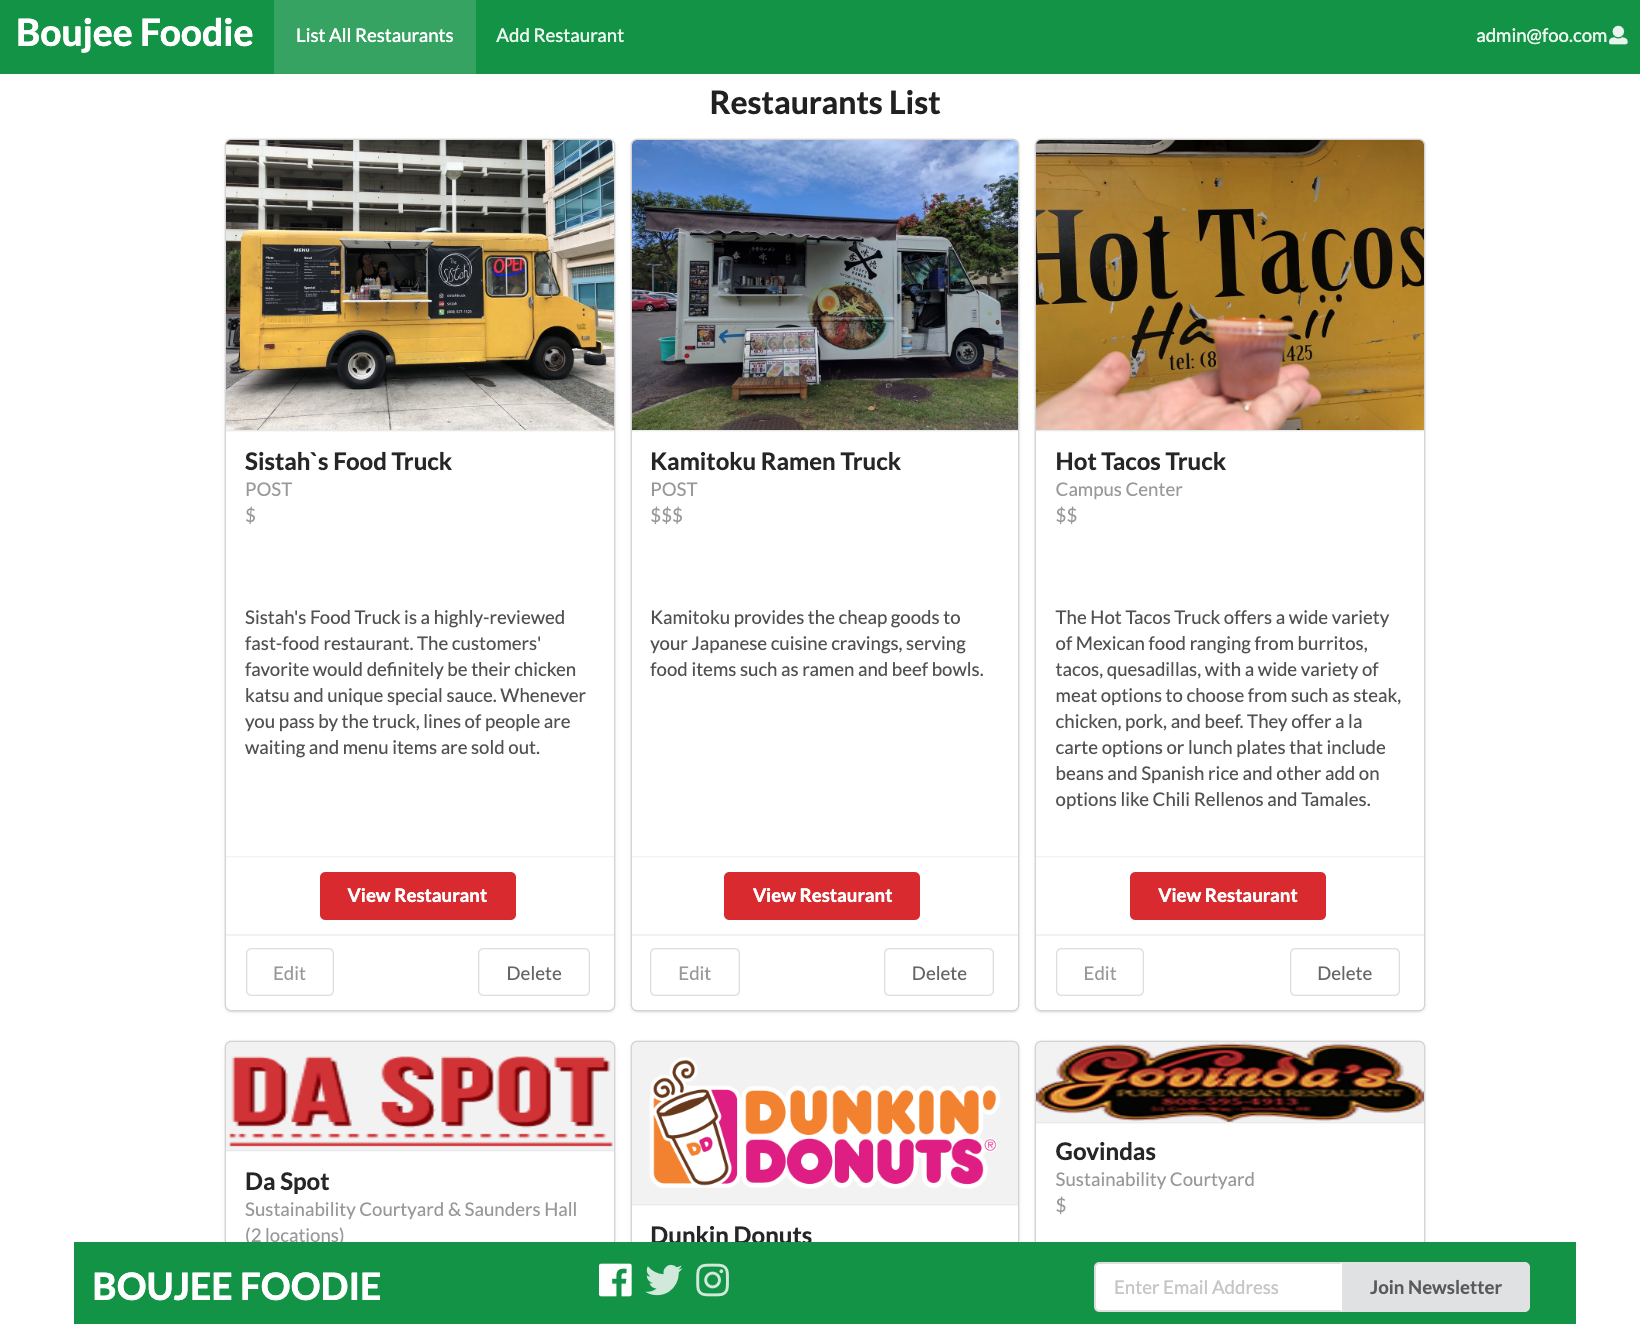 Boujee Foodie
List All Restaurants
Add Restaurant
admin@foo.com
Restaurants List
MENU
The
Sistah
OPEN
Hot Tacos
Hawaii
tel: (8
1425
Sistah`s Food Truck
POST
$
Sistah's Food Truck is a highly-reviewed
fast-food restaurant. The customers'
favorite would definitely be their chicken
katsu and unique special sauce. Whenever
you pass by the truck, lines of people are
waiting and menu items are sold out.
View Restaurant
Edit
Delete
Kamitoku Ramen Truck
POST
$$$
Kamitoku provides the cheap goods to
your Japanese cuisine cravings, serving
food items such as ramen and beef bowls.
View Restaurant
Edit
Delete
Hot Tacos Truck
Campus Center
$$
The Hot Tacos Truck offers a wide variety
of Mexican food ranging from burritos,
tacos, quesadillas, with a wide variety of
meat options to choose from such as steak,
chicken, pork, and beef. They offer a la
carte options or lunch plates that include
beans and Spanish rice and other add on
options like Chili Rellenos and Tamales.
View Restaurant
Edit
Delete
DA SPOT
Da Spot
Sustainability Courtyard & Saunders Hall
(2 locations)
DD
DUNKIN'
DONUTS®
Dunkin Donuts
Govinda's
PURE VEGETARIAN RESTAURANT
808-595-4913
Govindas
Sustainability Courtyard
$
BOUJEE FOODIE
Enter Email Address
Join Newsletter